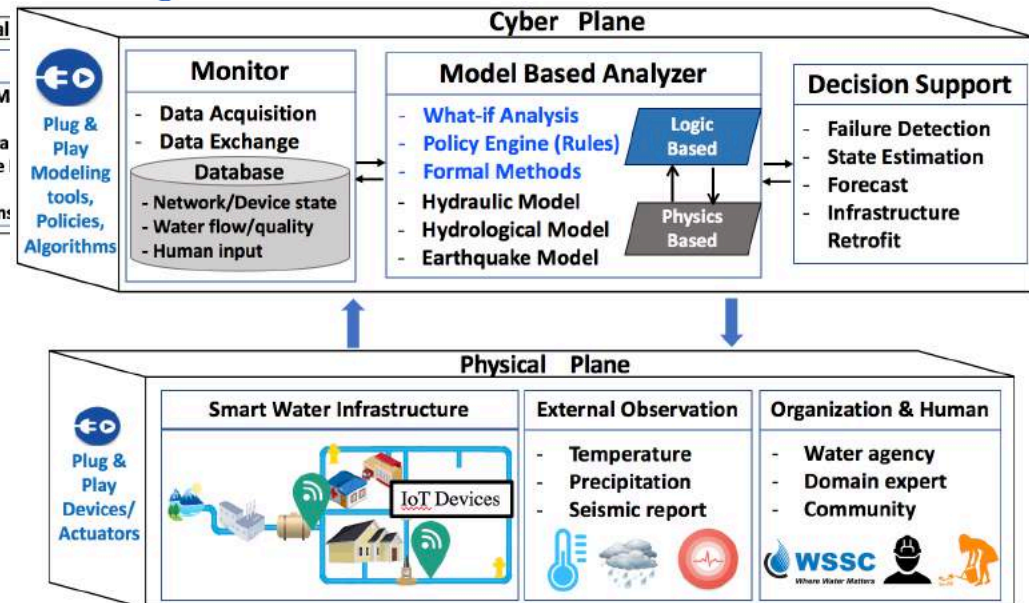 Cyber Plane
Plug &
Play
Modeling
tools,
Policies,
Algorithms
Monitor
- Data Acquisition
- Data Exchange
Database
- Network/Device state
- Water flow/quality
- Human input
Model Based Analyzer
- What-if Analysis
- Policy Engine (Rules)
- Formal Methods
- Hydraulic Model
- Hydrological Model
- Earthquake Model
Logic
Based
Physics
Based
Decision Support
- Failure Detection
- State Estimation
- Forecast
- Infrastructure
Retrofit
Physical Plane
Plug &
Play
Devices/
Actuators
Smart Water Infrastructure
IoT Devices
External Observation
- Temperature
- Precipitation
- Seismic report
Organization & Human
- Water agency
- Domain expert
- Community
WSSC
Where Water Matters